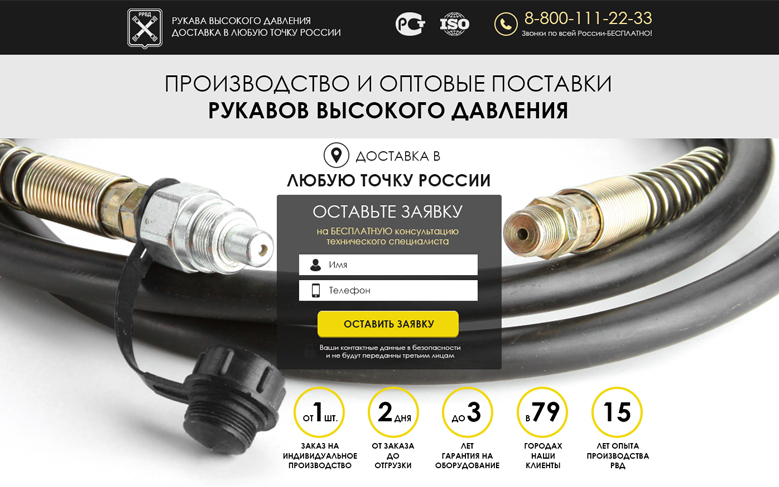 РРВД
РУКАВА ВЫСОКОГО ДАВЛЕНИЯ
ДОСТАВКА В ЛЮБУЮ ТОЧКУ РОССИИ
РСТ
ISO
8-800-111-22-33
Звонки по всей России-БЕСПЛАТНО!
ПРОИЗВОДСТВО И ОПТОВЫЕ ПОСТАВКИ
РУКАВОВ ВЫСОКОГО ДАВЛЕНИЯ
ДОСТАВКА В
ЛЮБУЮ ТОЧКУ РОССИИ
ОСТАВЬТЕ ЗАЯВКУ
на БЕСПЛАТНУЮ консультацию
технического специалиста
Имя
Телефон
ОСТАВИТЬ ЗАЯВКУ
Ваши контактные данные в безопасности
и не будут переданны третьим лицам
ОТ 1 ШТ.
ЗАКАЗ НА
ИНДИВИДУАЛЬНОЕ
ПРОИЗВОДСТВО
2 ДНЯ
ОТ ЗАКАЗА
ДО
ОТГРУЗКИ
ДО 3
ЛЕТ
ГАРАНТИЯ НА
ОБОРУДОВАНИЕ
В 79
ГОРОДАХ
НАШИ
КЛИЕНТЫ
15
ЛЕТ ОПЫТА
ПРОИЗВОДСТВА
РВД